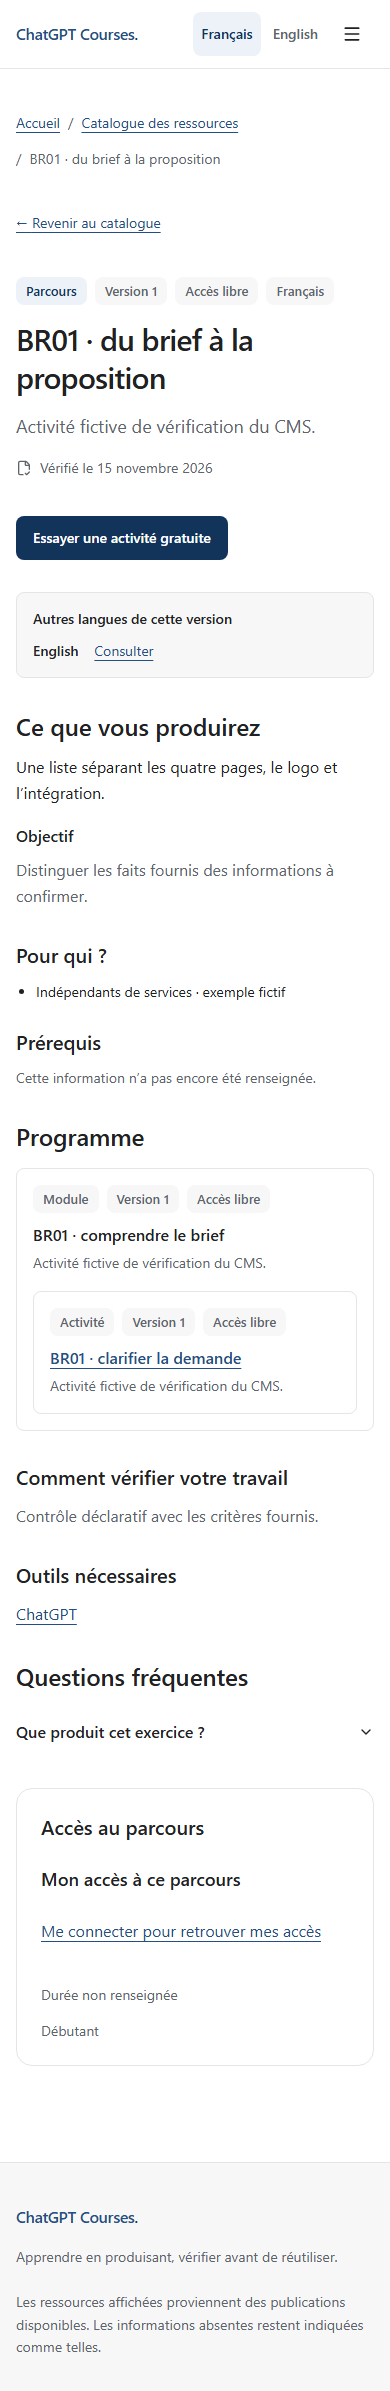 ChatGPT Courses.
Français
English
Accueil / Catalogue des ressources
/ BR01 · du brief à la proposition
← Revenir au catalogue
Parcours
Version 1
Accès libre
Français
BR01 · du brief à la
proposition
Activité fictive de vérification du CMS.
Vérifié le 15 novembre 2026
Essayer une activité gratuite
Autres langues de cette version
English Consulter
Ce que vous produirez
Une liste séparant les quatre pages, le logo et
l’intégration.
Objectif
Distinguer les faits fournis des informations à
confirmer.
Pour qui ?
• Indépendants de services · exemple fictif
Prérequis
Cette information n’a pas encore été renseignée.
Programme
Module
Version 1
Accès libre
BR01 · comprendre le brief
Activité fictive de vérification du CMS.
Activité
Version 1
Accès libre
BR01 · clarifier la demande
Activité fictive de vérification du CMS.
Comment vérifier votre travail
Contrôle déclaratif avec les critères fournis.
Outils nécessaires
ChatGPT
Questions fréquentes
Que produit cet exercice ?
Accès au parcours
Mon accès à ce parcours
Me connecter pour retrouver mes accès
Durée non renseignée
Débutant
ChatGPT Courses.
Apprendre en produisant, vérifier avant de réutiliser.
Les ressources affichées proviennent des publications
disponibles. Les informations absentes restent indiquées
comme telles.